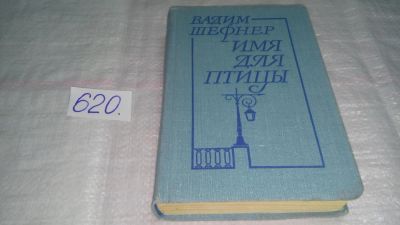 620.
ВАДИМ
ШЕФНЕР
ИМЯ
ДЛЯ
ПТИЦЫ